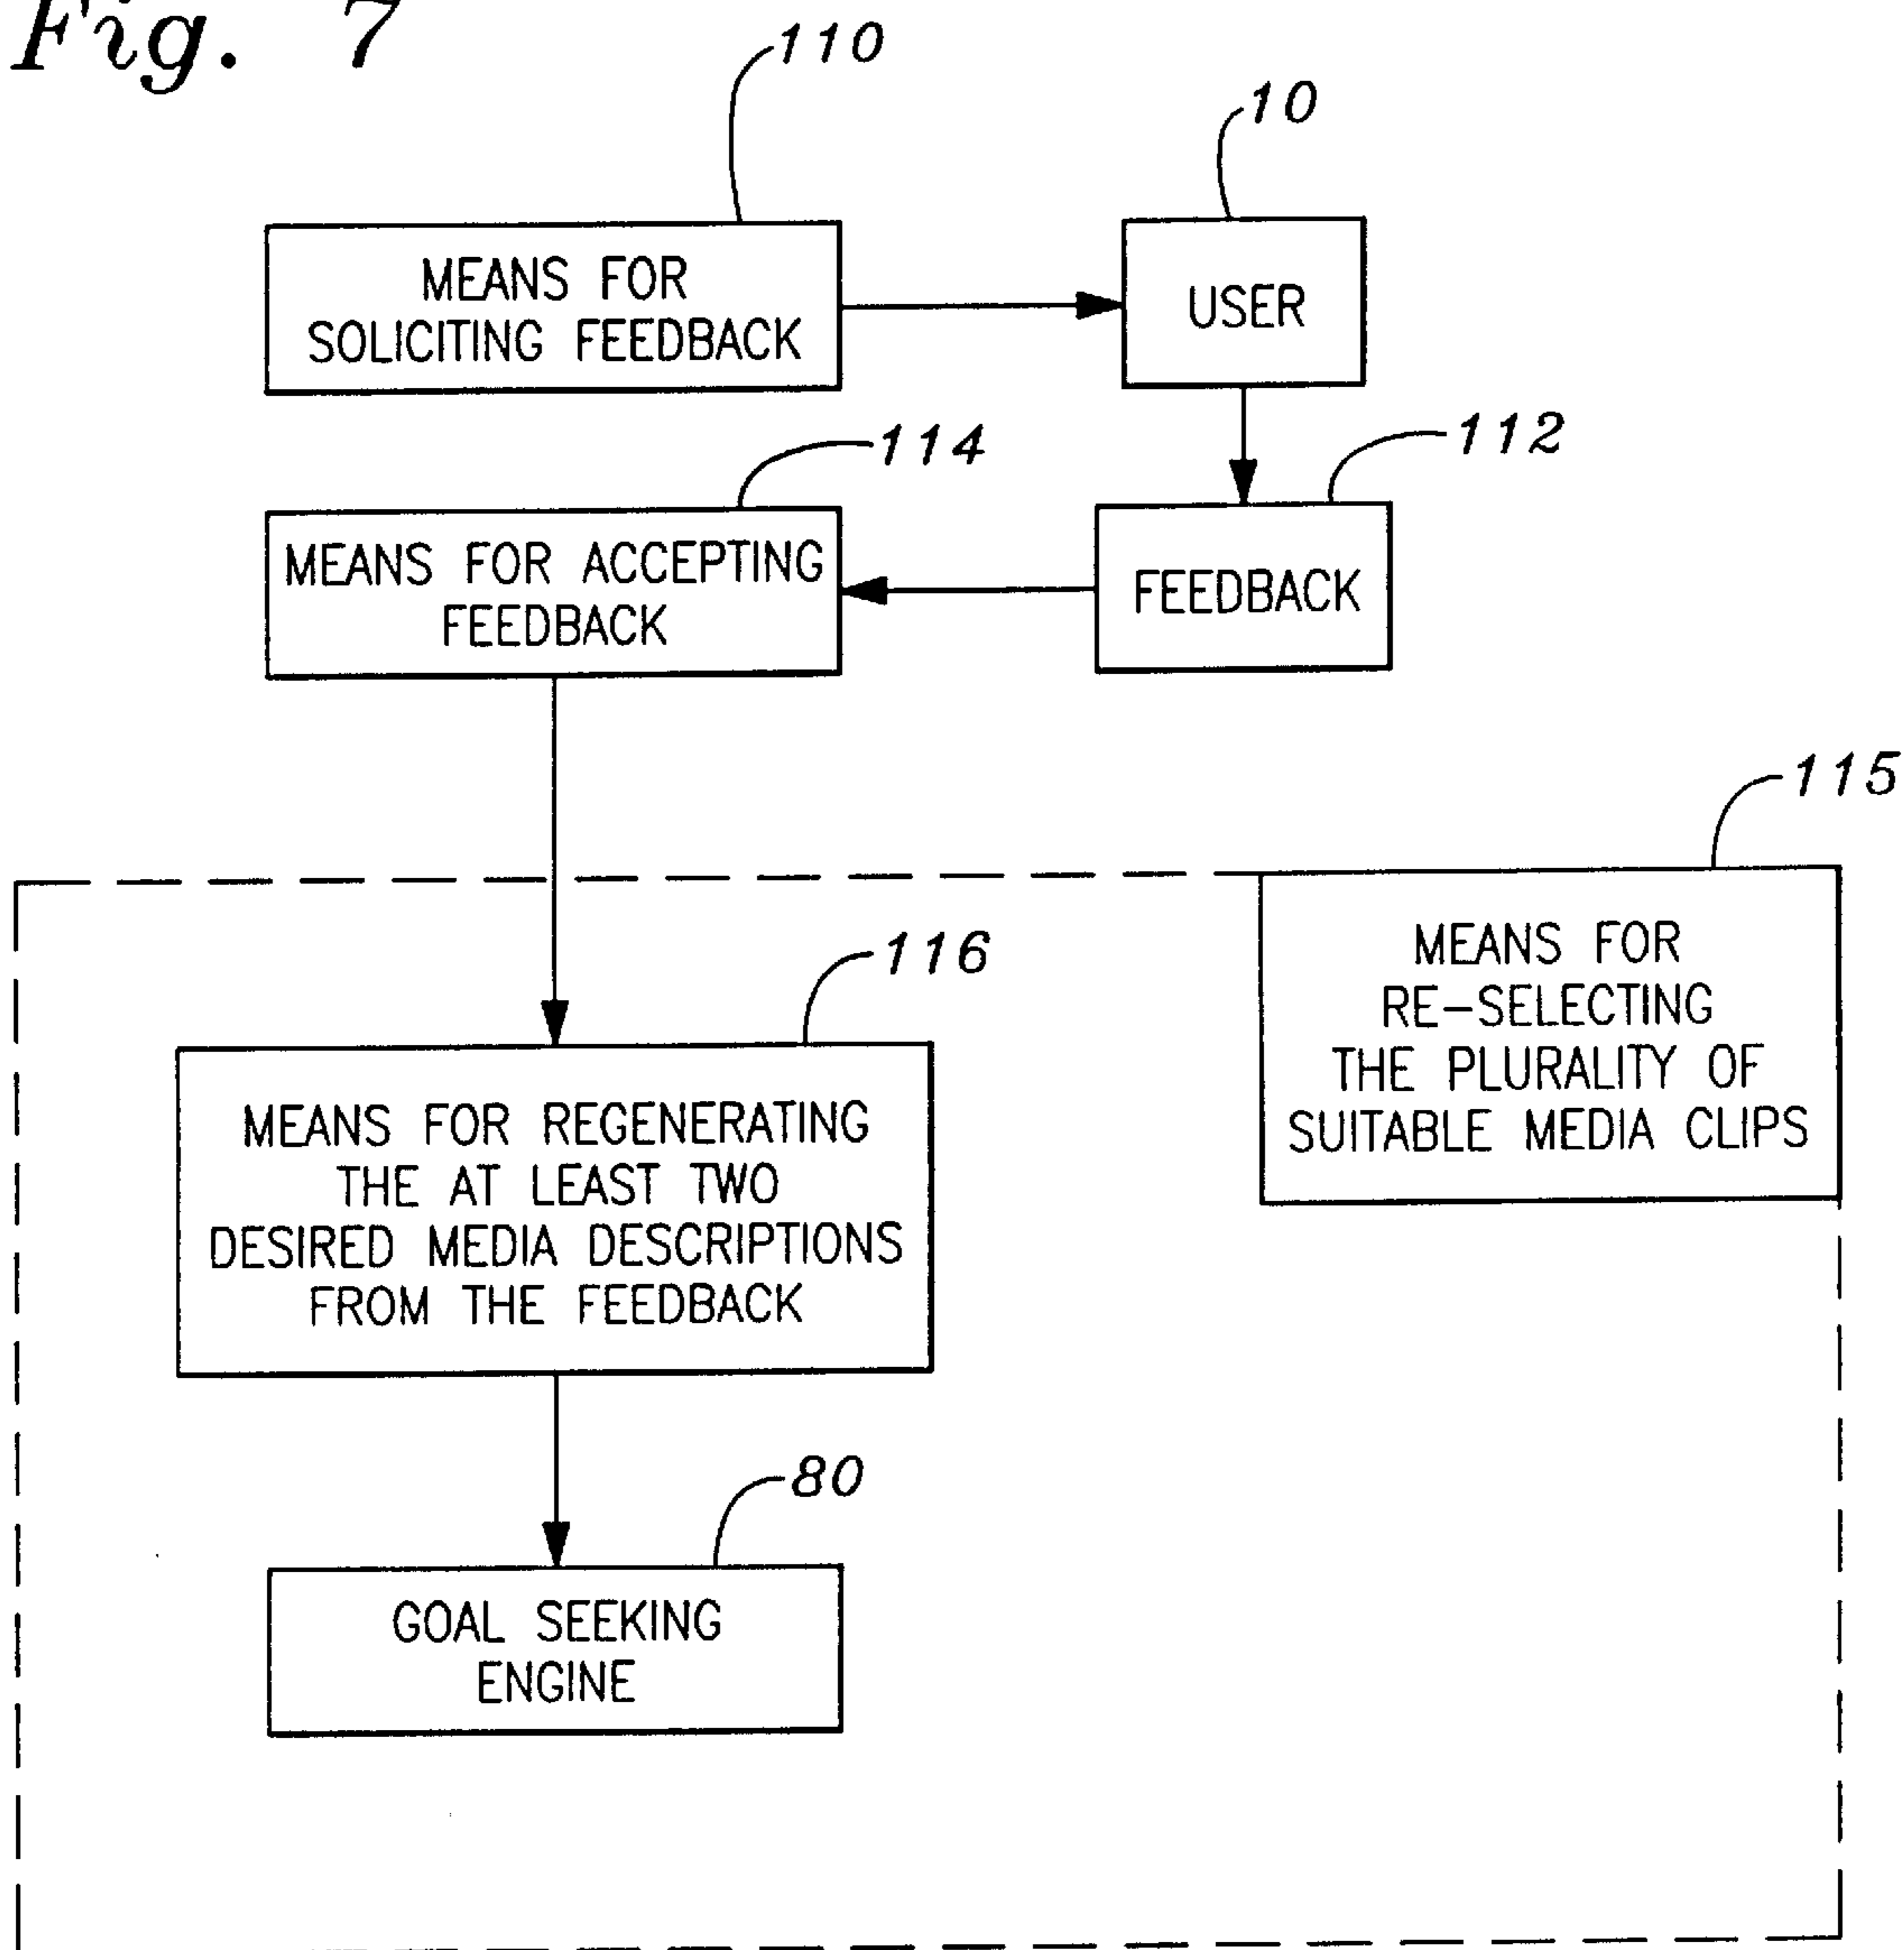 Fig. 7
110
10
MEANS FOR
SOLICITING FEEDBACK
USER
114
112
MEANS FOR ACCEPTING
FEEDBACK
FEEDBACK
115
MEANS FOR
RE-SELECTING
THE PLURALITY OF
SUITABLE MEDIA CLIPS
116
MEANS FOR REGENERATING
THE AT LEAST TWO
DESIRED MEDIA DESCRIPTIONS
FROM THE FEEDBACK
80
GOAL SEEKING
ENGINE